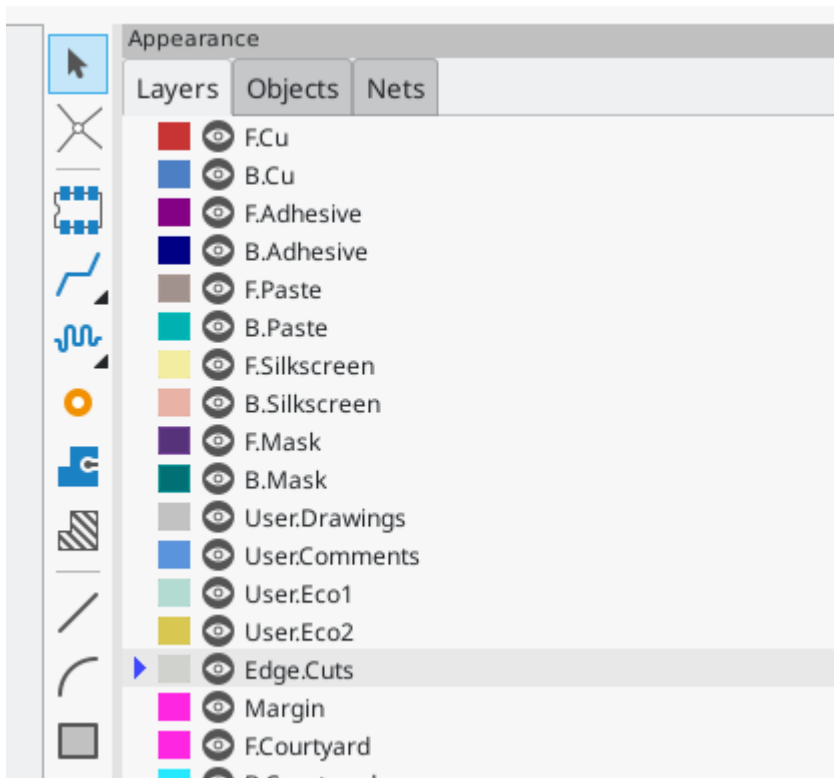 Appearance
Layers Objects Nets
F.Cu
B.Cu
F.Adhesive
B.Adhesive
F.Paste
B.Paste
F.Silkscreen
B.Silkscreen
F.Mask
B.Mask
User.Drawings
User.Comments
User.Eco1
User.Eco2
Edge.Cuts
Margin
F.Courtyard